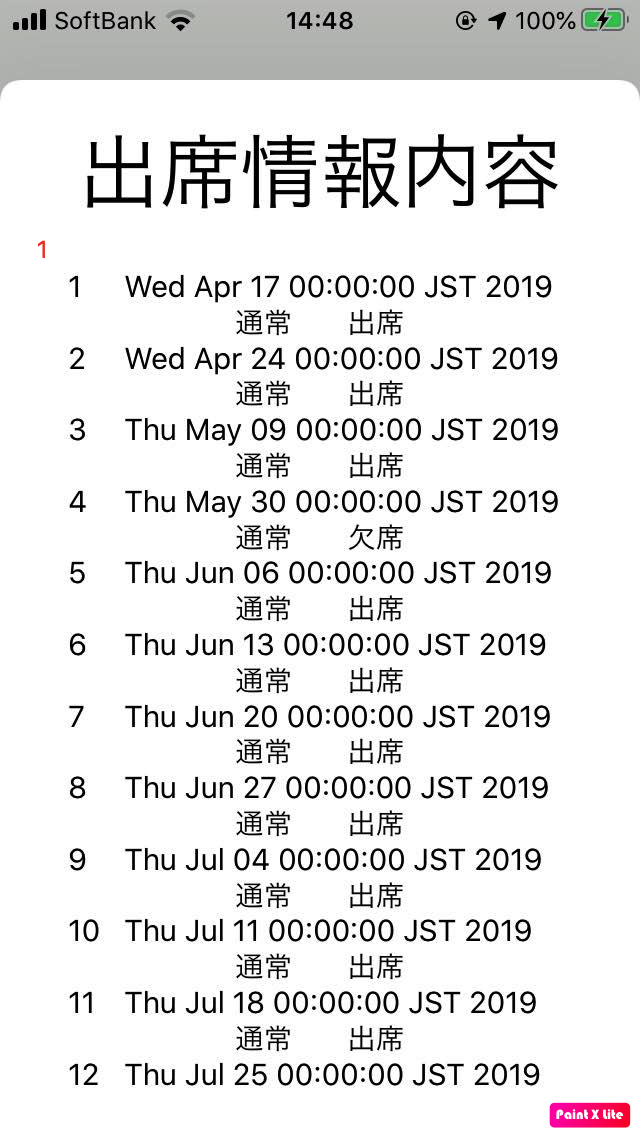 SoftBank 14:48 100%
出席情報内容
1
1 Wed Apr 17 00:00:00 JST 2019
通常 出席
2 Wed Apr 24 00:00:00 JST 2019
通常 出席
3 Thu May 09 00:00:00 JST 2019
通常 出席
4 Thu May 30 00:00:00 JST 2019
通常 欠席
5 Thu Jun 06 00:00:00 JST 2019
通常 出席
6 Thu Jun 13 00:00:00 JST 2019
通常 出席
7 Thu Jun 20 00:00:00 JST 2019
通常 出席
8 Thu Jun 27 00:00:00 JST 2019
通常 出席
9 Thu Jul 04 00:00:00 JST 2019
通常 出席
10 Thu Jul 11 00:00:00 JST 2019
通常 出席
11 Thu Jul 18 00:00:00 JST 2019
通常 出席
12 Thu Jul 25 00:00:00 JST 2019
Paint X Lite